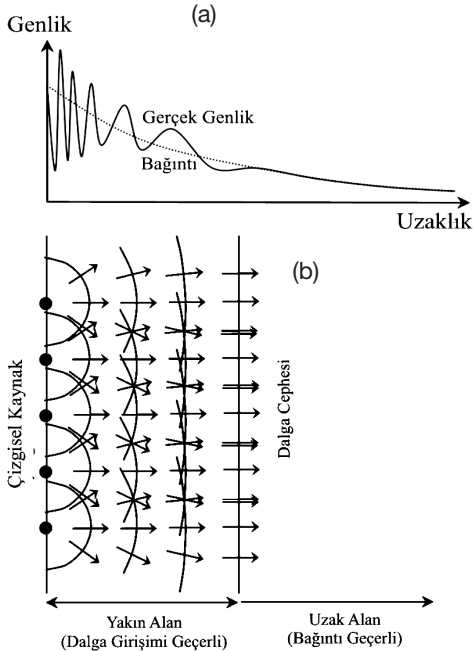 (a)
Genlik
Gerçek Genlik
Bağıntı
Uzaklık
(b)
Çizgisel Kaynak
Dalga Cephesi
Yakın Alan
(Dalga Girişimi Geçerli)
Uzak Alan
(Bağıntı Geçerli)